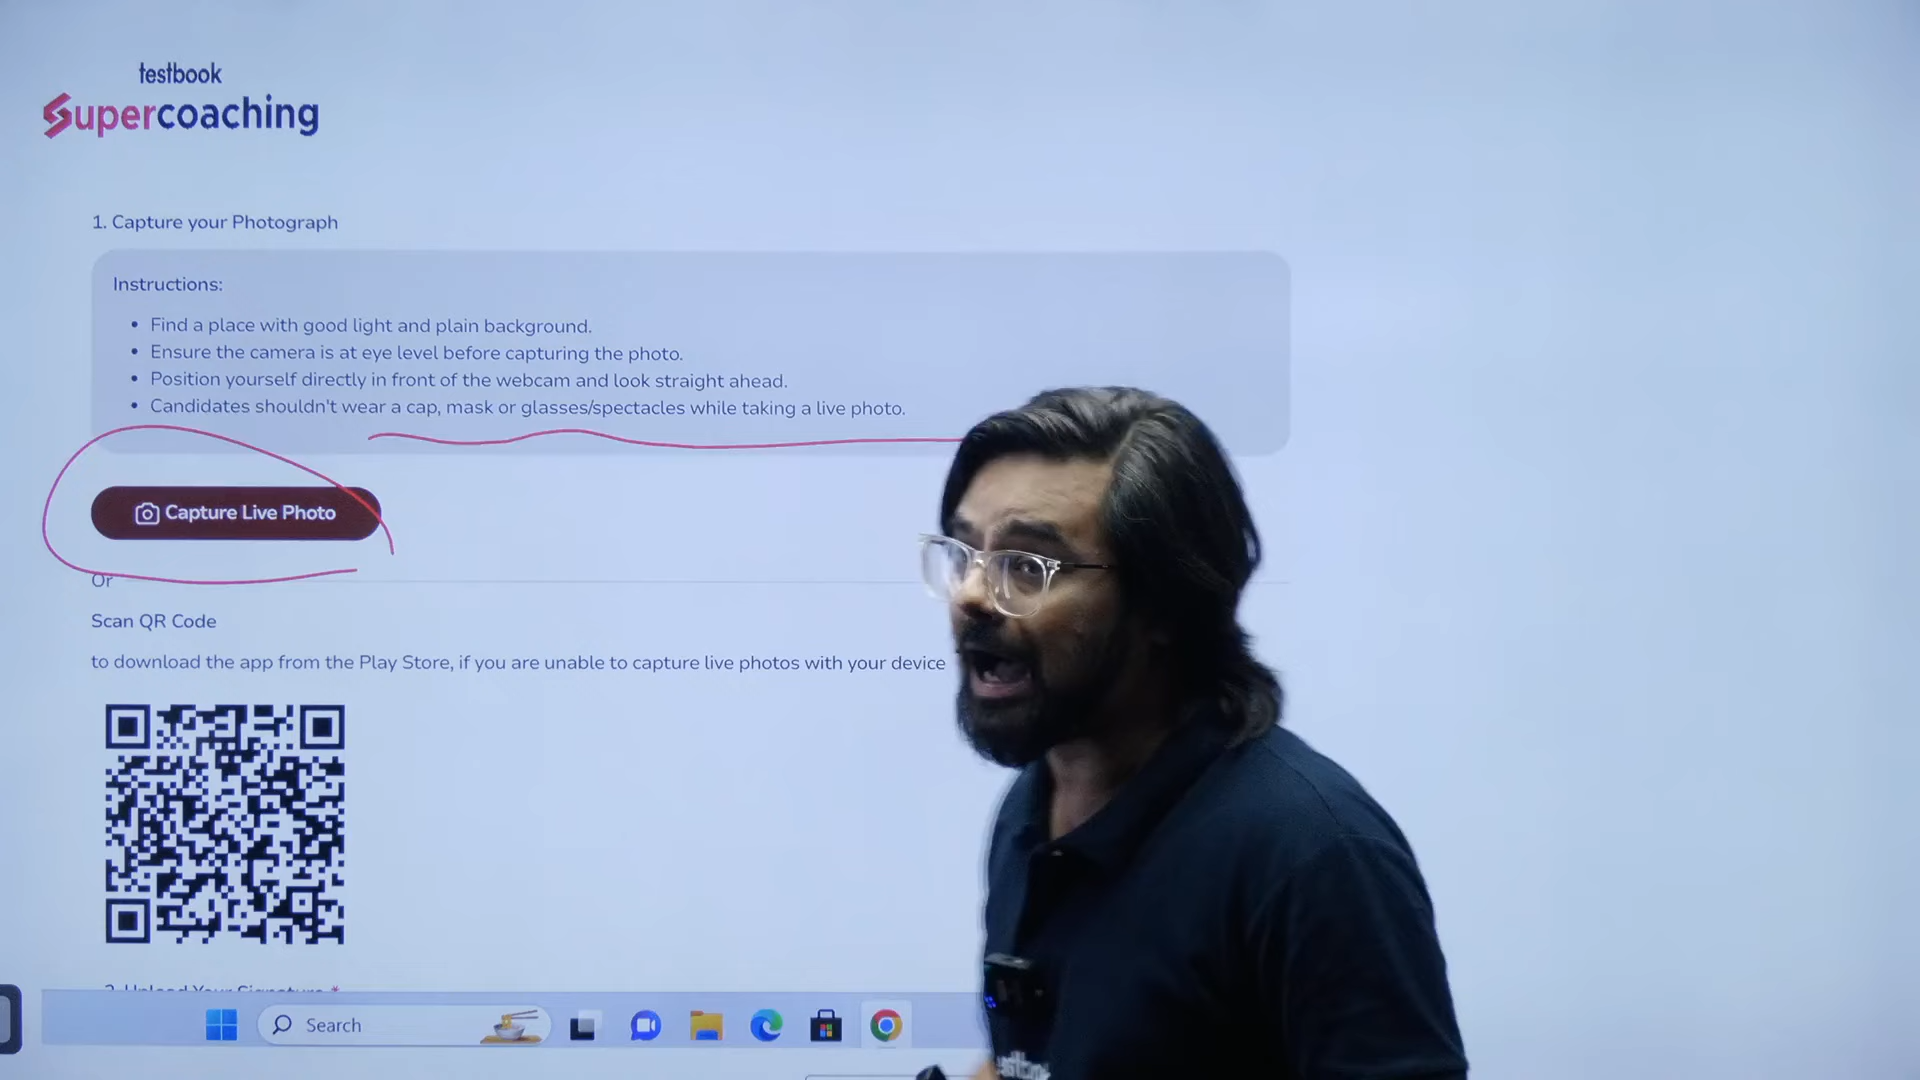 testbook
Supercoaching
1. Capture your Photograph
Instructions:
• Find a place with good light and plain background.
• Ensure the camera is at eye level before capturing the photo.
• Position yourself directly in front of the webcam and look straight ahead.
• Candidates shouldn't wear a cap, mask or glasses/spectacles while taking a live photo.
Capture Live Photo
Or
Scan QR Code
to download the app from the Play Store, if you are unable to capture live photos with your device
2. Upload Your Signature *
Search